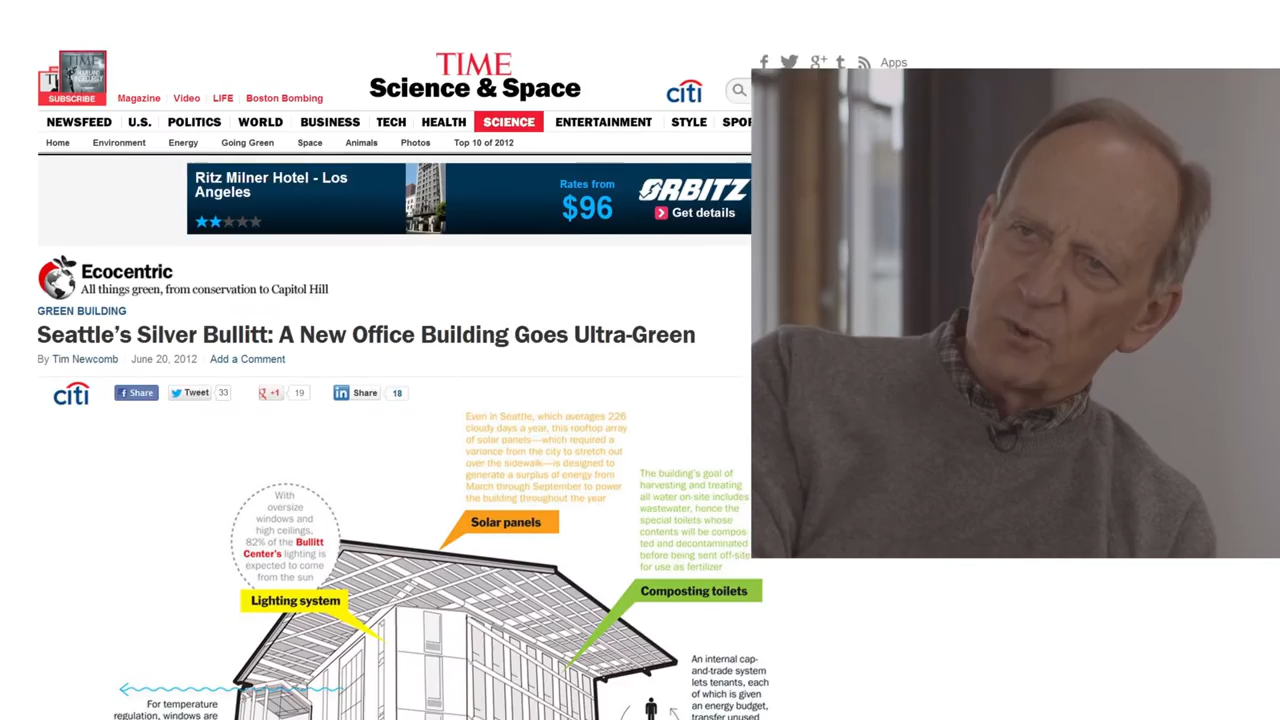 TIME
SUBSCRIBE
TIME
Science & Space
citi
Apps
Magazine Video LIFE Boston Bombing
NEWSFEED U.S. POLITICS WORLD BUSINESS TECH HEALTH SCIENCE ENTERTAINMENT STYLE SPO
Home Environment Energy Going Green Space Animals Photos Top 10 of 2012
Ritz Milner Hotel - Los
Angeles
Rates from
$96
ORBITZ
Get details
Ecocentric
All things green, from conservation to Capitol Hill
GREEN BUILDING
Seattle’s Silver Bullitt: A New Office Building Goes Ultra-Green
By Tim Newcomb June 20, 2012 Add a Comment
citi
Share
Tweet 33
+1 19
Share 18
Even in Seattle, which averages 226
cloudy days a year, this rooftop array
of solar panels—which required a
variance from the city to stretch out
over the sidewalk—is designed to
generate a surplus of energy from
March through September to power
the building throughout the year
Solar panels
The building's goal of
harvesting and treating
all water on-site includes
wastewater, hence the
special toilets whose
contents will be compos
ted and decontaminated
before being sent off-site
for use as fertilizer
Composting toilets
With
oversize
windows and
high ceilings,
82% of the Bullitt
Center's lighting is
expected to come
from the sun
Lighting system
An internal cap-
and-trade system
lets tenants, each
of which is given
an energy budget,
transfer unused
For temperature
regulation, windows are